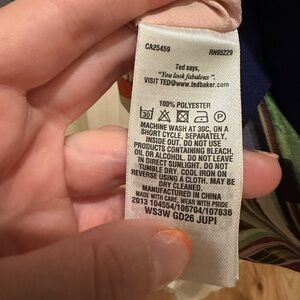 CA25459 RN95229
Ted says,
"You look fabulous".
VISIT TED@www.tedbaker.com
100% POLYESTER
30
MACHINE WASH AT 30C, ON A
SHORT CYCLE, SEPARATELY,
INSIDE OUT. DO NOT USE
PRODUCTS CONTAINING BLEACH,
OIL OR ALCOHOL. DO NOT LEAVE
IN DIRECT SUNLIGHT. DO NOT
TUMBLE DRY. COOL IRON ON
REVERSE USING A CLOTH. MAY BE
DRY CLEANED.
MANUFACTURED IN CHINA
MADE WITH CARE, WEAR WITH PRIDE
2013 104554/106704/107836
WS3W GD26 JUPI